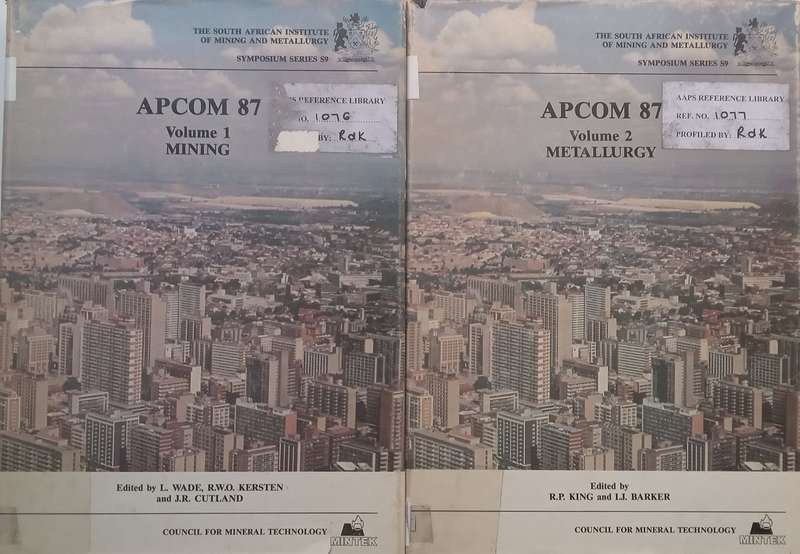 THE SOUTH AFRICAN INSTITUTE
OF MINING AND METALLURGY
SYMPOSIUM SERIES S9
APCOM 87
Volume 1
MINING
REFERENCE LIBRARY
NO. 1076
BY: RdK
Edited by L. WADE, R.W.O. KERSTEN
and J.R. CUTLAND
COUNCIL FOR MINERAL TECHNOLOGY
MINTEK
THE SOUTH AFRICAN INSTITUTE
OF MINING AND METALLURGY
SYMPOSIUM SERIES S9
APCOM 87
Volume 2
METALLURGY
AAPS REFERENCE LIBRARY
REF. NO. 1077
PROFILED BY: RdK
Edited by
R.P. KING and I.J. BARKER
COUNCIL FOR MINERAL TECHNOLOGY
MINTEK